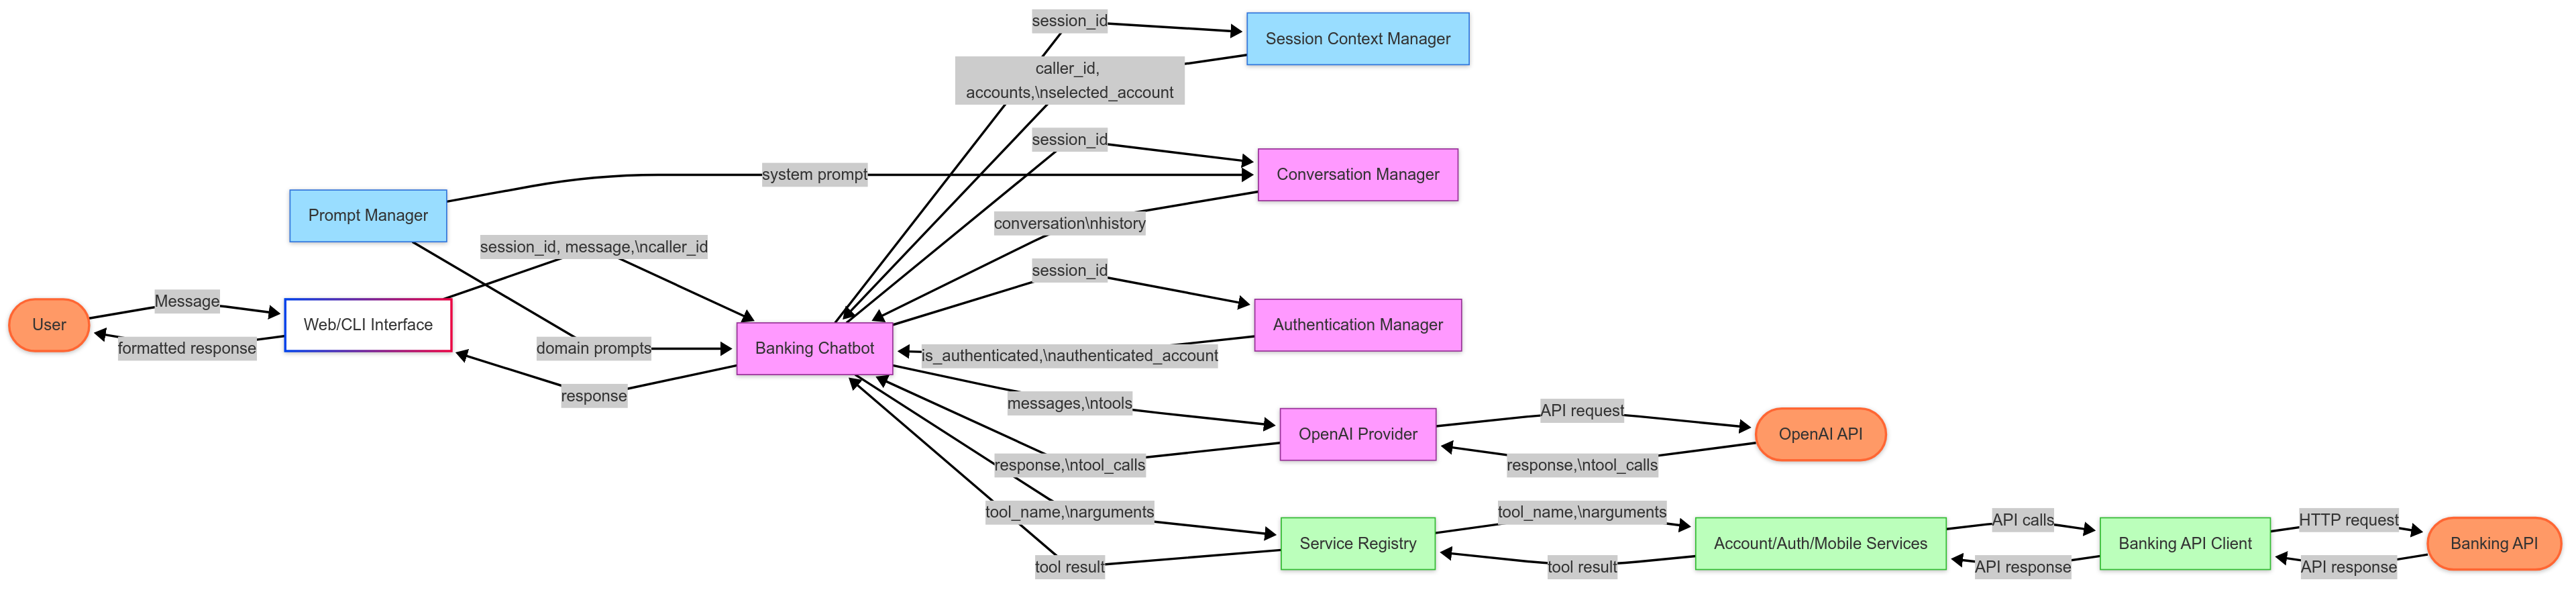 session_id
Session Context Manager
caller_id,
accounts,\nselected_account
session_id
system prompt
Conversation Manager
Prompt Manager
conversation\nhistory
session_id, message,\ncaller_id
session_id
Message
User
Web/CLI Interface
Authentication Manager
formatted response
domain prompts
Banking Chatbot
is_authenticated,\nauthenticated_account
response
messages,\ntools
API request
OpenAI Provider
OpenAI API
response,\ntool_calls
response,\ntool_calls
tool_name,\narguments
tool_name,\narguments
API calls
HTTP request
Service Registry
Account/Auth/Mobile Services
Banking API Client
Banking API
tool result
tool result
API response
API response